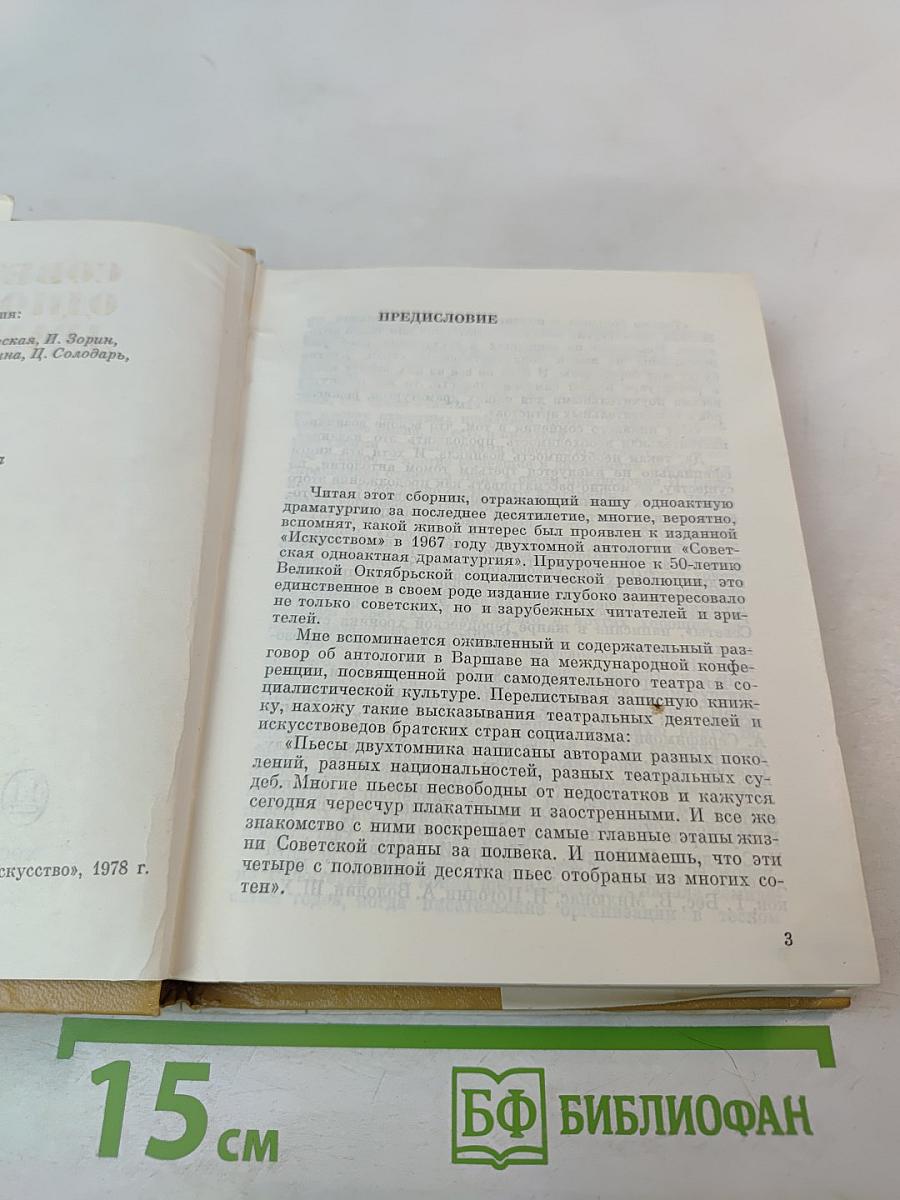 ия:
ская, И. Зорин,
на, Ц. Солодарь,
скусство», 1978 г.
ПРЕДИСЛОВИЕ
Читая этот сборник, отражающий нашу одноактную
драматургию за последнее десятилетие, многие, вероятно,
вспомнят, какой живой интерес был проявлен к изданной
«Искусством» в 1967 году двухтомной антологии «Совет-
ская одноактная драматургия». Приуроченное к 50-летию
Великой Октябрьской социалистической революции, это
единственное в своем роде издание глубоко заинтересовало
не только советских, но и зарубежных читателей и зри-
телей.
Мне вспоминается оживленный и содержательный раз-
говор об антологии в Варшаве на международной конфе-
ренции, посвященной роли самодеятельного театра в со-
циалистической культуре. Перелистывая записную книж-
ку, нахожу такие высказывания театральных деятелей и
искусствоведов братских стран социализма:
«Пьесы двухтомника написаны авторами разных поко-
лений, разных национальностей, разных театральных су-
деб. Многие пьесы несвободны от недостатков и кажутся
сегодня чересчур плакатными и заостренными. И все же
знакомство с ними воскрешает самые главные этапы жиз-
ни Советской страны за полвека. И понимаешь, что эти
четыре с половиной десятка пьес отобраны из многих со-
тен».
3
15 см
БФ БИБЛИОФАН